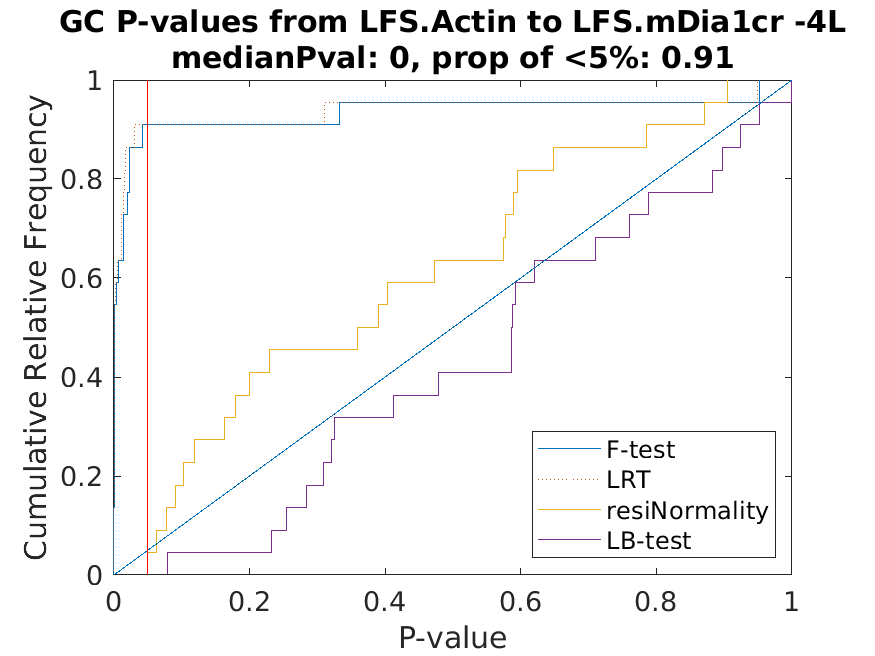 GC P-values from LFS.Actin to LFS.mDia1cr -4L
medianPval: 0, prop of <5%: 0.91
1
0.8
0.6
0.4
0.2
0
Cumulative Relative Frequency
F-test
LRT
resiNormality
LB-test
0 0.2 0.4 0.6 0.8 1
P-value